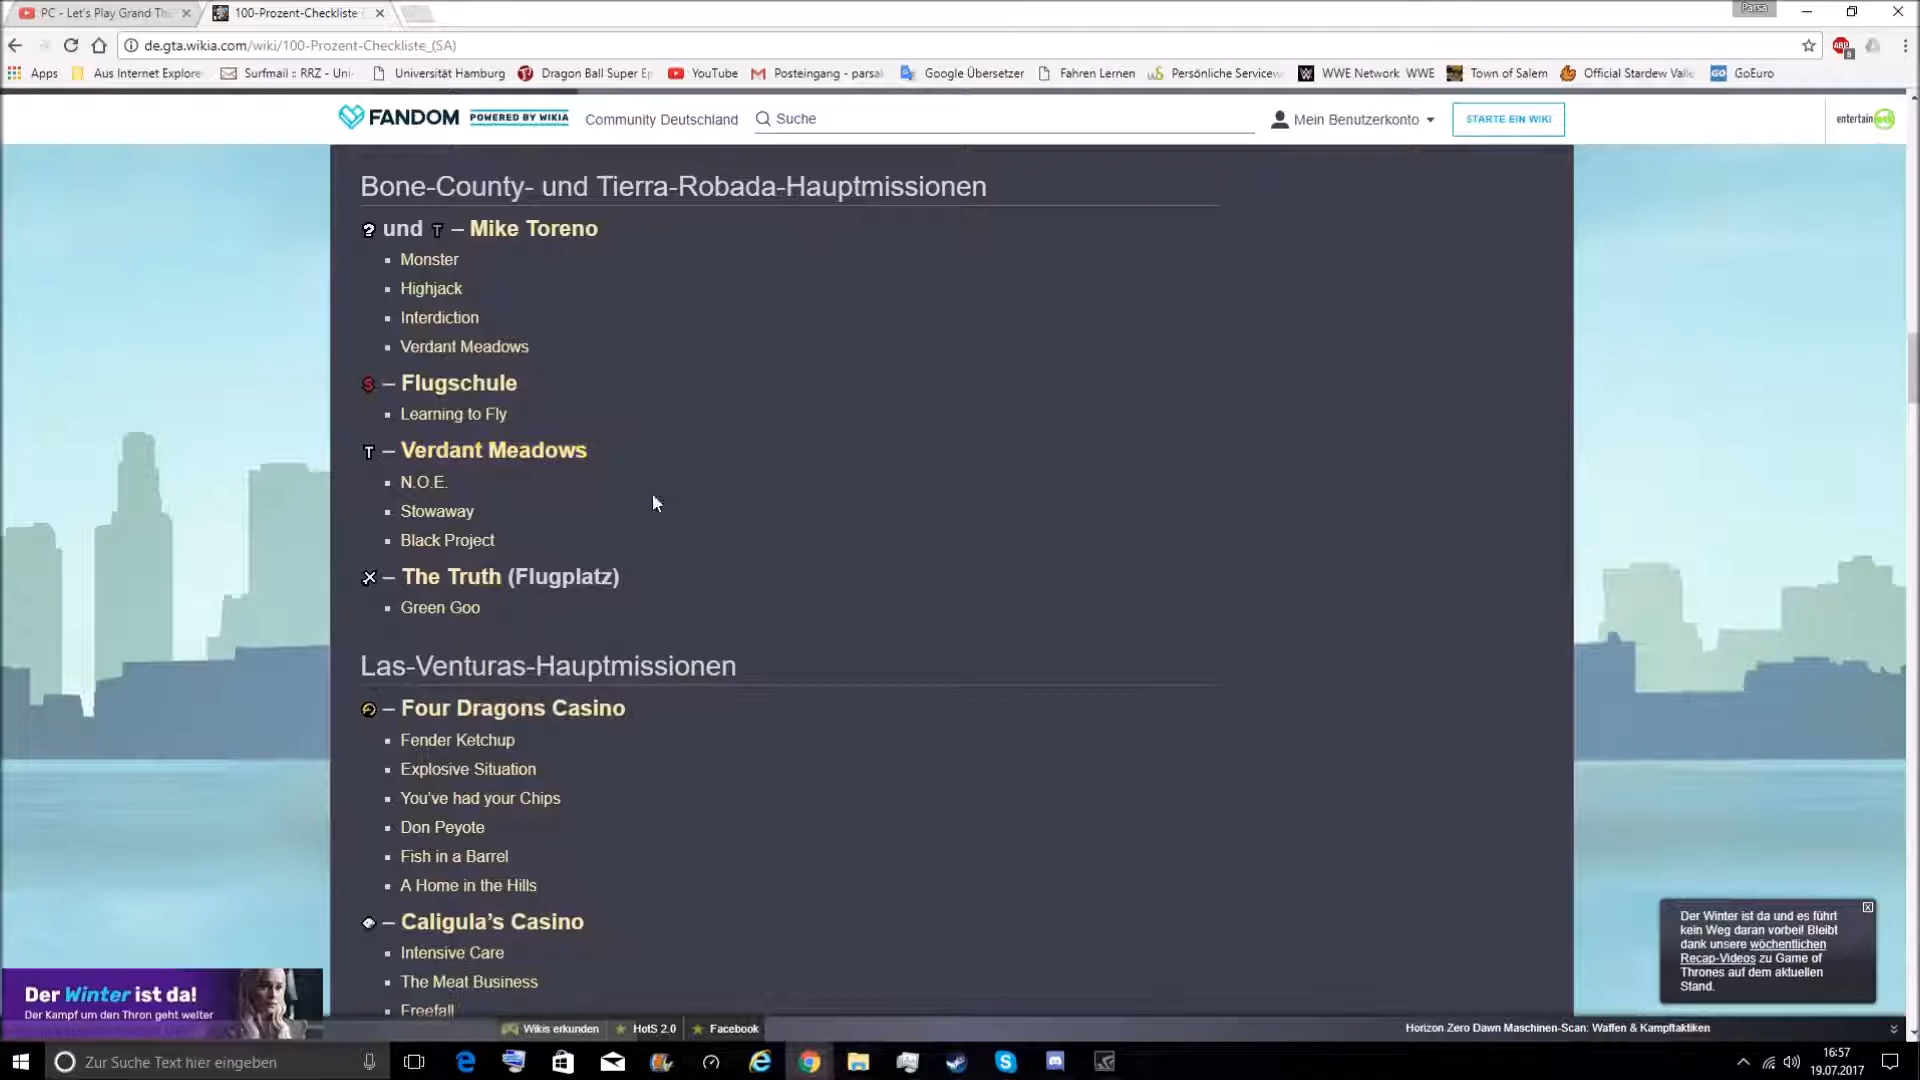 PC - Let's Play Grand Th
100-Prozent-Checkliste
Parsa
de.gta.wikia.com/wiki/100-Prozent-Checkliste_(SA)
ABP
Apps
Aus Internet Explore
Surfmail :: RRZ - Uni-
Universität Hamburg
Dragon Ball Super Ep
YouTube
Posteingang - parsa
Google Übersetzer
Fahren Lernen
Persönliche Service
WWE Network WWE
Town of Salem
Official Stardew Valle
GO GoEuro
FANDOM POWERED BY WIKIA
Community Deutschland
Suche
Mein Benutzerkonto
STARTE EIN WIKI
entertainweb
Bone-County- und Tierra-Robada-Hauptmissionen
? und T – Mike Toreno
Monster
Highjack
Interdiction
Verdant Meadows
S – Flugschule
Learning to Fly
T – Verdant Meadows
N.O.E.
Stowaway
Black Project
– The Truth (Flugplatz)
Green Goo
Las-Venturas-Hauptmissionen
– Four Dragons Casino
Fender Ketchup
Explosive Situation
You’ve had your Chips
Don Peyote
Fish in a Barrel
A Home in the Hills
– Caligula’s Casino
Intensive Care
The Meat Business
Freefall
Der Winter ist da und es führt
kein Weg daran vorbei! Bleibt
dank unsere wöchentlichen
Recap-Videos zu Game of
Thrones auf dem aktuellen
Stand.
Der Winter ist da!
Der Kampf um den Thron geht weiter
Wikis erkunden
HotS 2.0
Facebook
Horizon Zero Dawn Maschinen-Scan: Waffen & Kampftaktiken
Zur Suche Text hier eingeben
16:57
19.07.2017